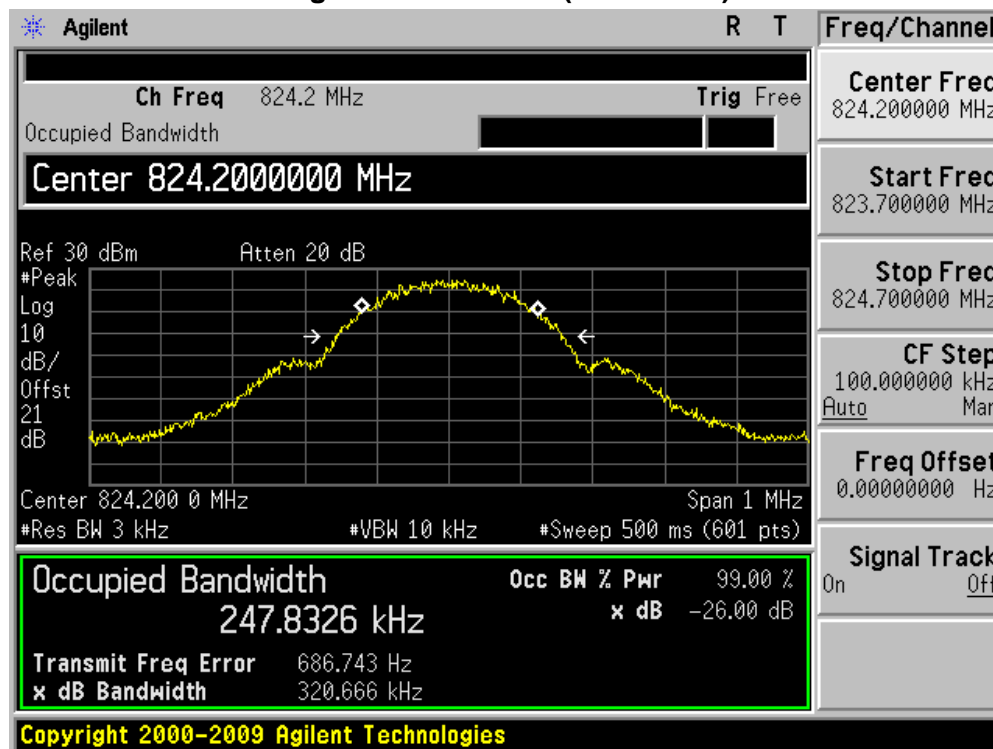 Agilent R T
Ch Freq 824.2 MHz Trig Free
Occupied Bandwidth
Center 824.2000000 MHz
Ref 30 dBm Atten 20 dB
#Peak
Log
10
dB/
Offst
21
dB
Center 824.200 0 MHz Span 1 MHz
#Res BW 3 kHz #VBW 10 kHz #Sweep 500 ms (601 pts)
Occupied Bandwidth Occ BW % Pwr 99.00 %
247.8326 kHz x dB -26.00 dB
Transmit Freq Error 686.743 Hz
x dB Bandwidth 320.666 kHz
Copyright 2000-2009 Agilent Technologies
Freq/Channel
Center Freq
824.200000 MHz
Start Freq
823.700000 MHz
Stop Freq
824.700000 MHz
CF Step
100.000000 kHz
Auto Man
Freq Offset
0.00000000 Hz
Signal Track
On Off